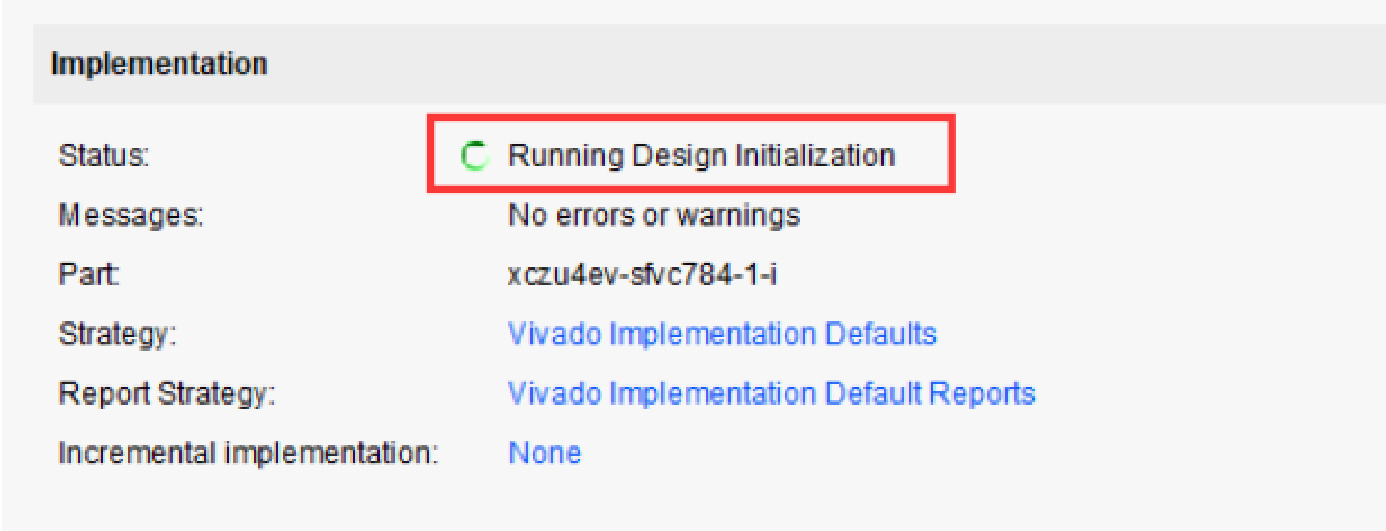 Implementation
Status: Running Design Initialization
Messages: No errors or warnings
Part: xczu4ev-sfvc784-1-i
Strategy: Vivado Implementation Defaults
Report Strategy: Vivado Implementation Default Reports
Incremental implementation: None